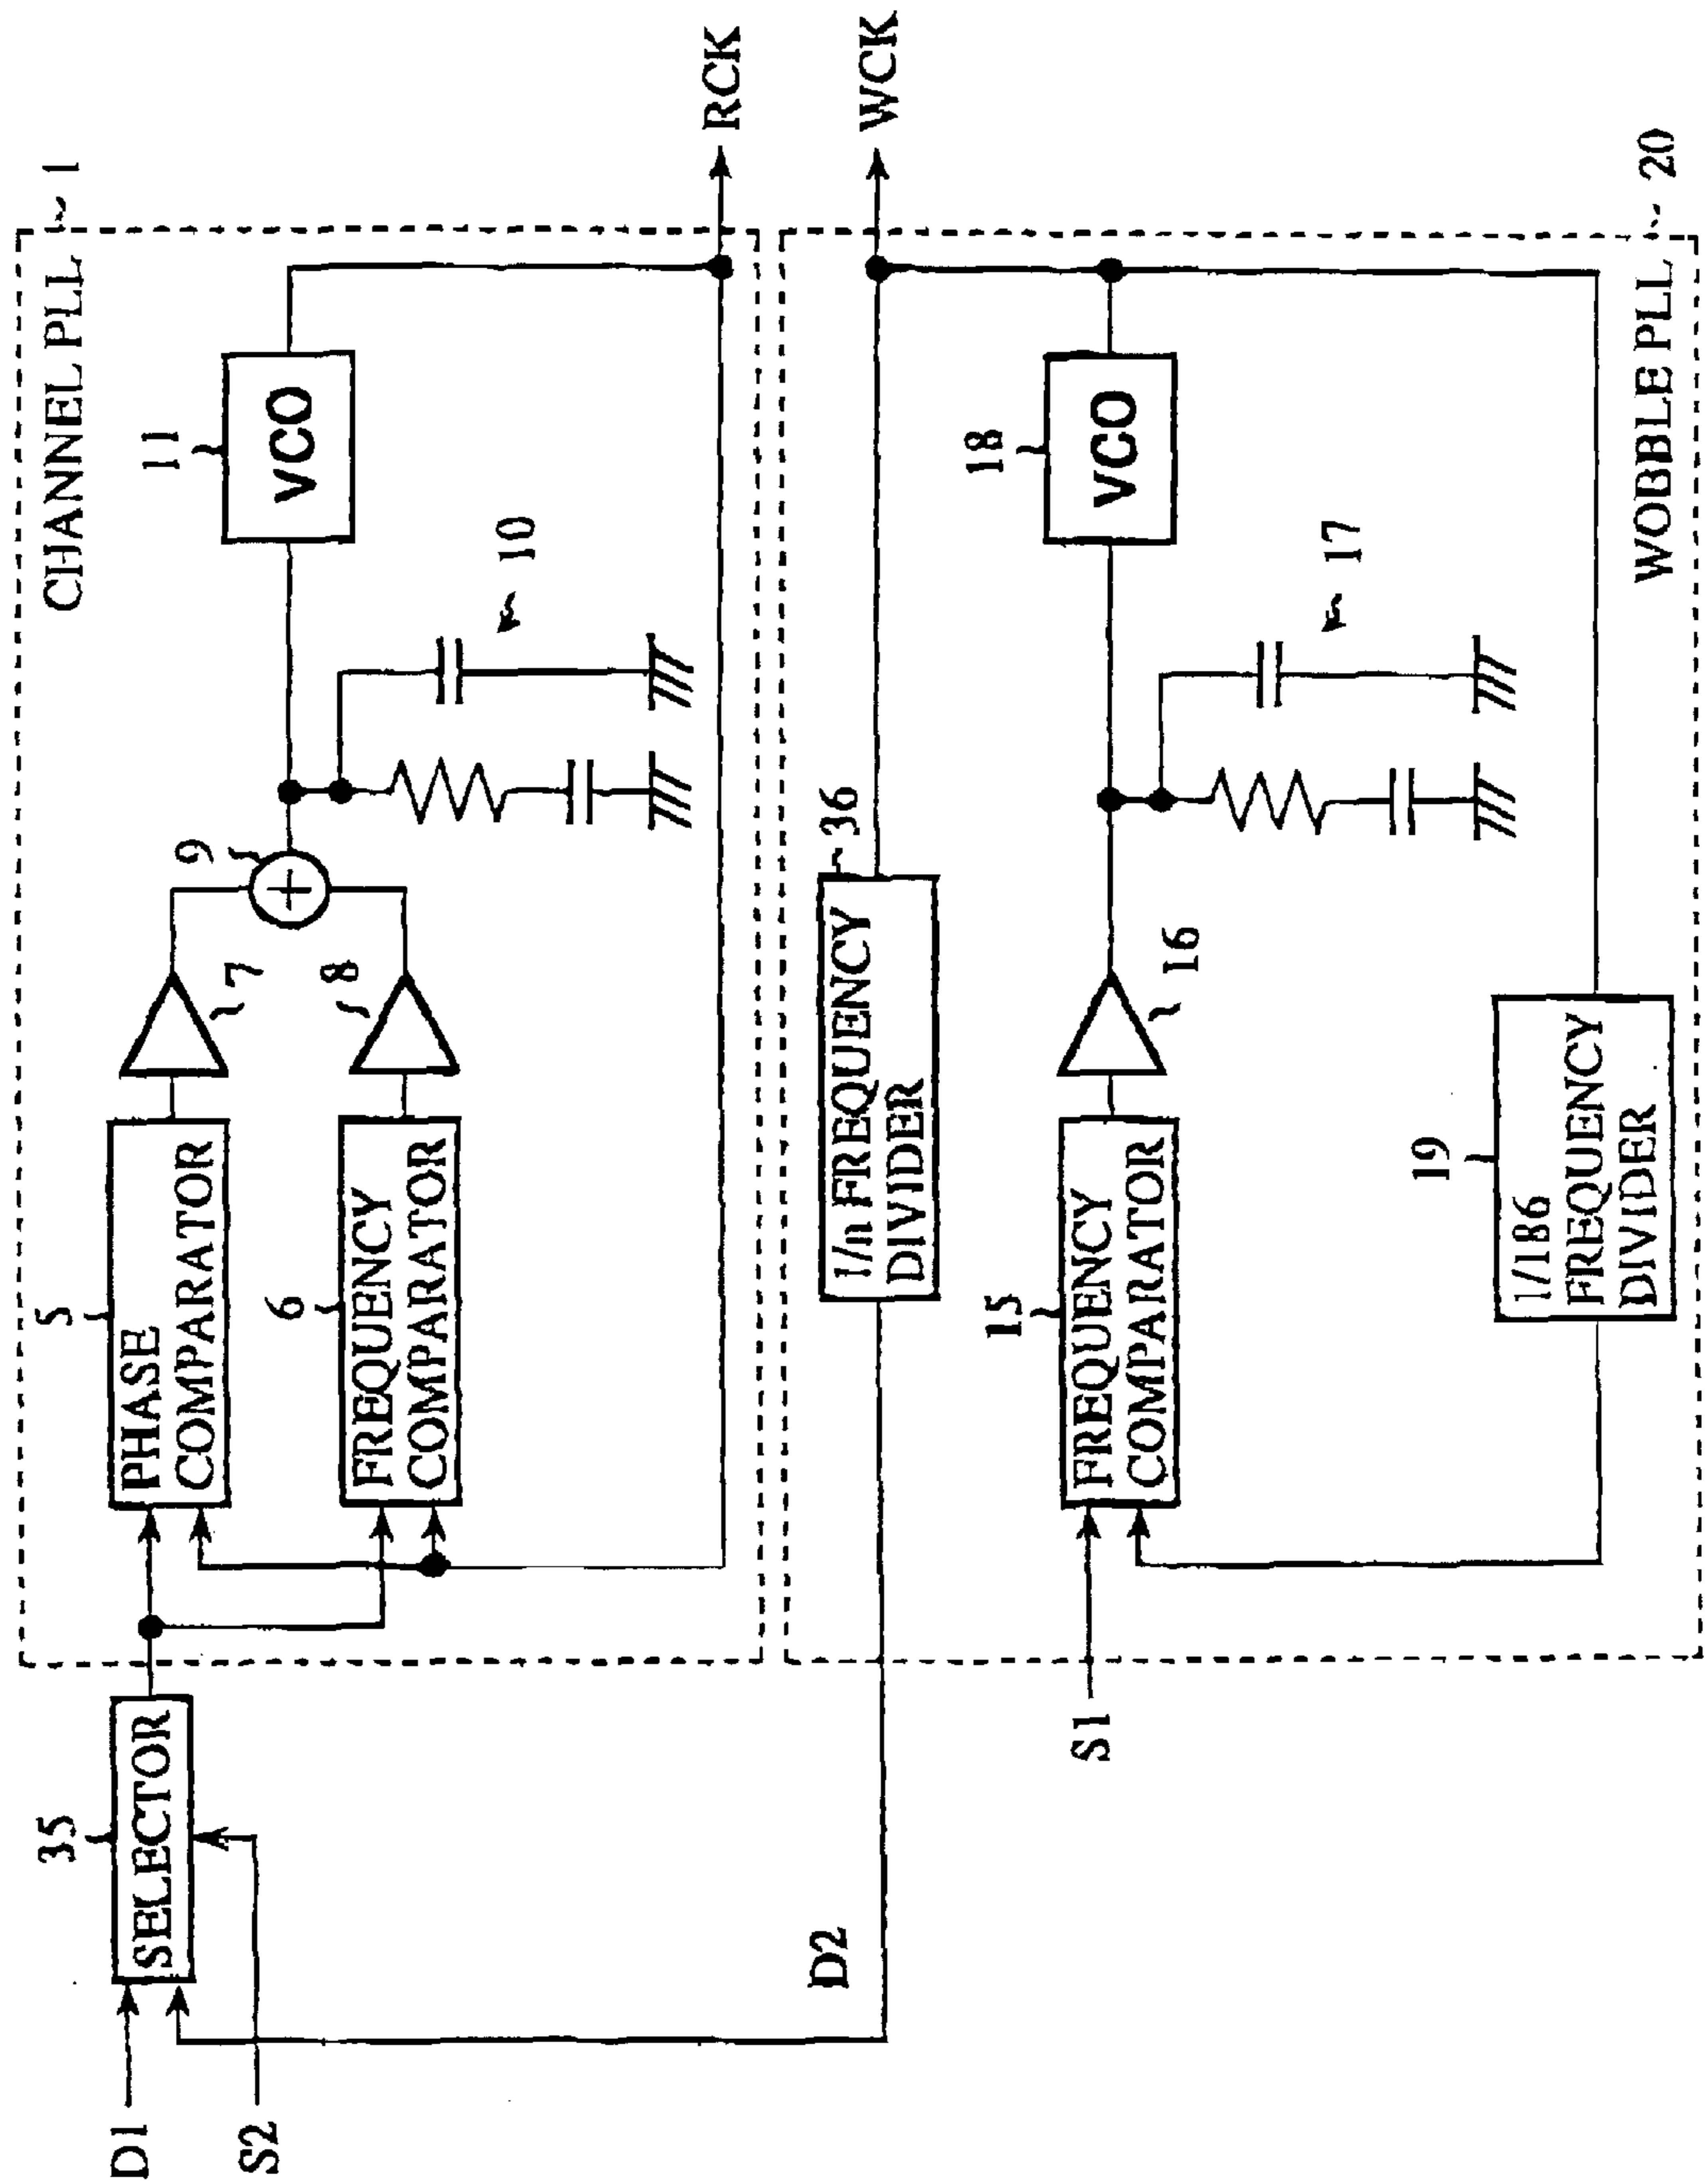 CHANNEL PLL ~ 1
35
SELECTOR
D1
S2
5
PHASE
COMPARATOR
6
FREQUENCY
COMPARATOR
7
8
9
10
11
VCO
RCK
D2
36
1/n FREQUENCY
DIVIDER
WCK
S1
15
FREQUENCY
COMPARATOR
16
17
18
VCO
19
1/186
FREQUENCY
DIVIDER
WOBBLE PLL ~ 20